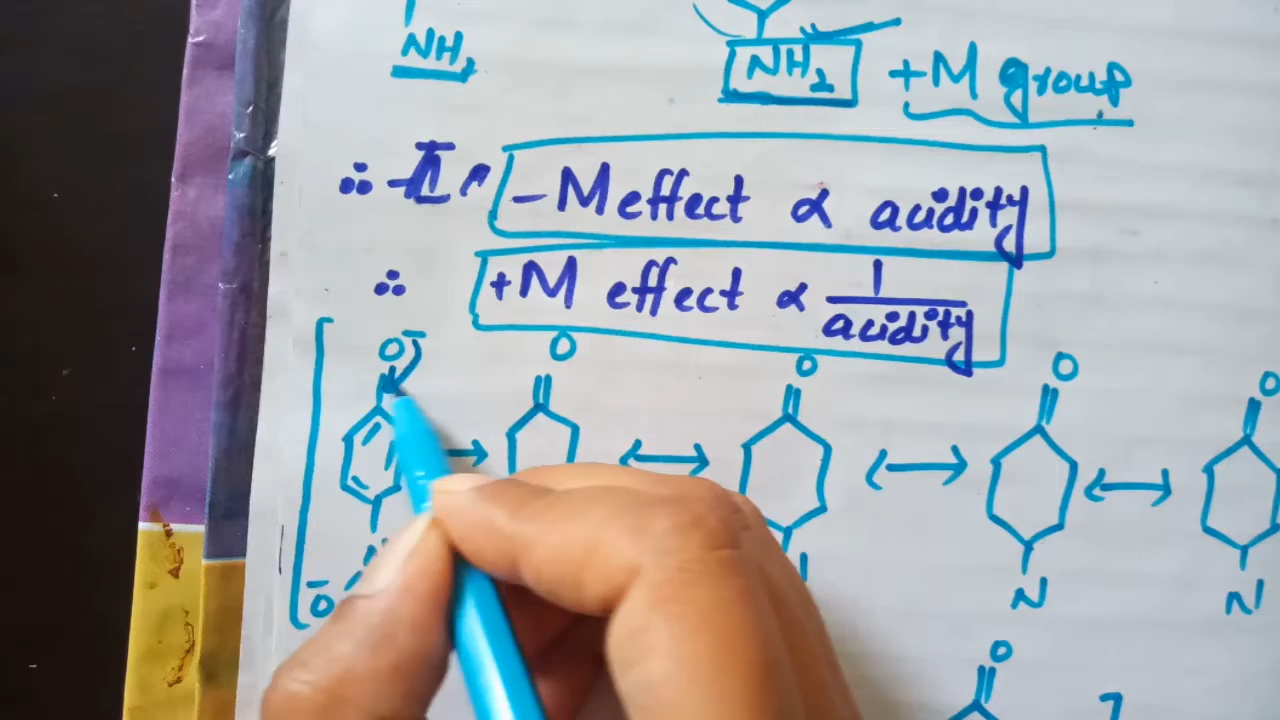 NH2
NH2 +M group
∴ -I
-M effect ∝ acidity
∴ +M effect ∝ 1/acidity
O⁻ O O O O
⁻O N N
O